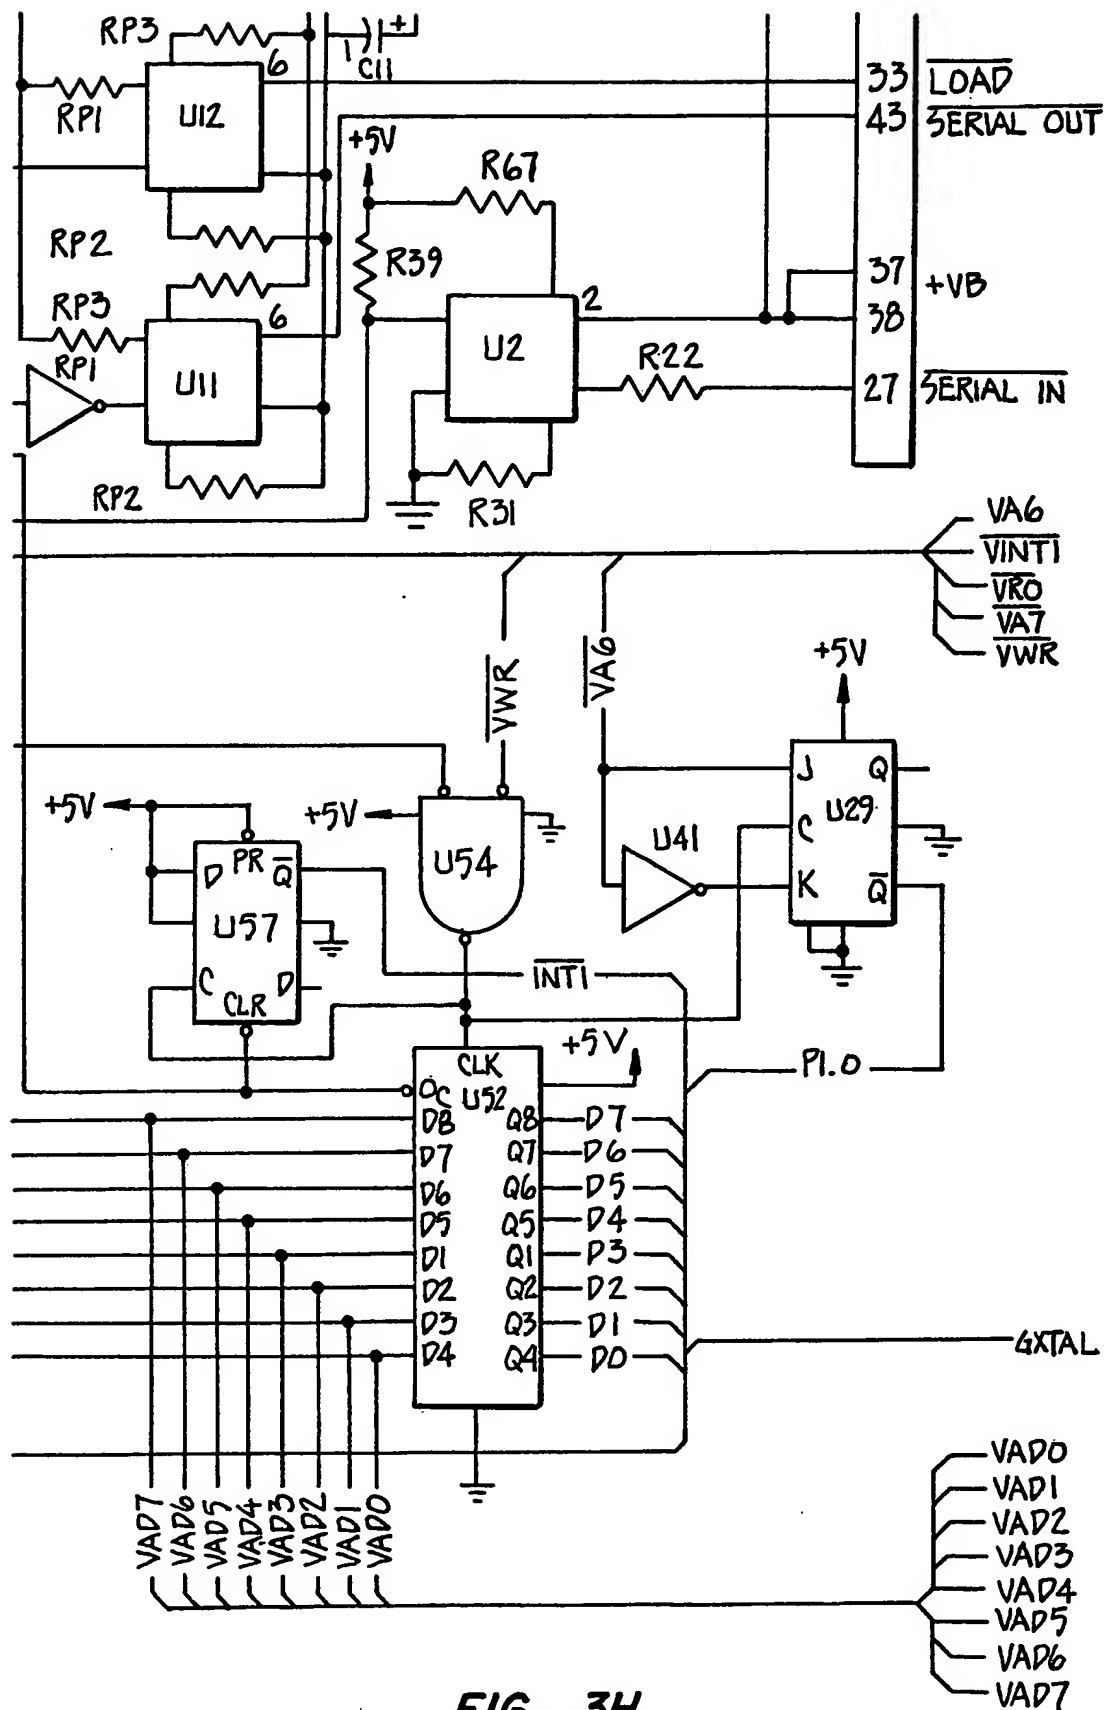 RP3
+
C11
6
33 LOAD
RP1
U12
43 SERIAL OUT
+5V
R67
RP2
R39
37
+VB
RP3
6
2
38
U2
R22
RP1
U11
27 SERIAL IN
RP2
R31
VA6
VINT1
VR0
VA7
VWR
+5V
VWR
VA6
J Q
+5V
+5V
U29
U41
C
PR Q
D
U54
K Q
U57
C D
INT1
CLR
+5V
P1.0
CLK
OC U52
D8 Q8 D7
D7 Q7 D6
D6 Q6 D5
D5 Q5 D4
D1 Q1 D3
D2 Q2 D2
D3 Q3 D1
D4 Q4 D0
GXTAL
VAD7
VAD6
VAD5
VAD4
VAD3
VAD2
VAD1
VAD0
VAD0
VAD1
VAD2
VAD3
VAD4
VAD5
VAD6
VAD7
FIG 3H